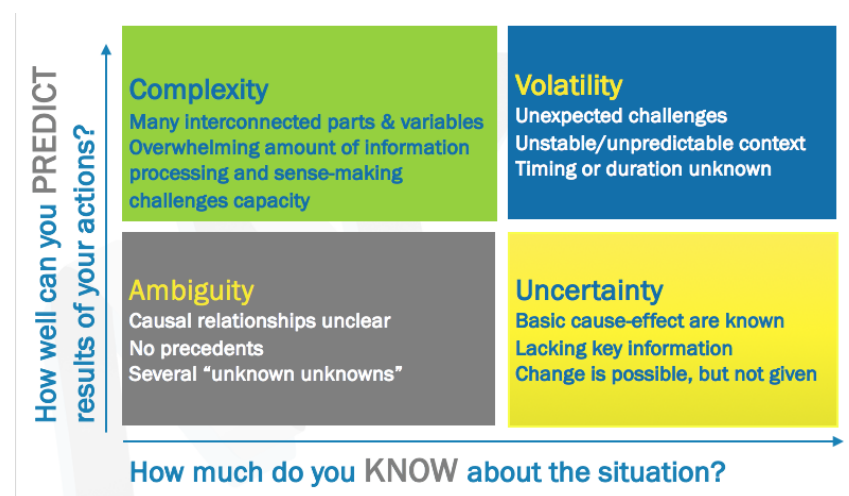 How well can you PREDICT
results of your actions?
Complexity
Many interconnected parts & variables
Overwhelming amount of information
processing and sense-making
challenges capacity
Volatility
Unexpected challenges
Unstable/unpredictable context
Timing or duration unknown
Ambiguity
Causal relationships unclear
No precedents
Several “unknown unknowns”
Uncertainty
Basic cause-effect are known
Lacking key information
Change is possible, but not given
How much do you KNOW about the situation?